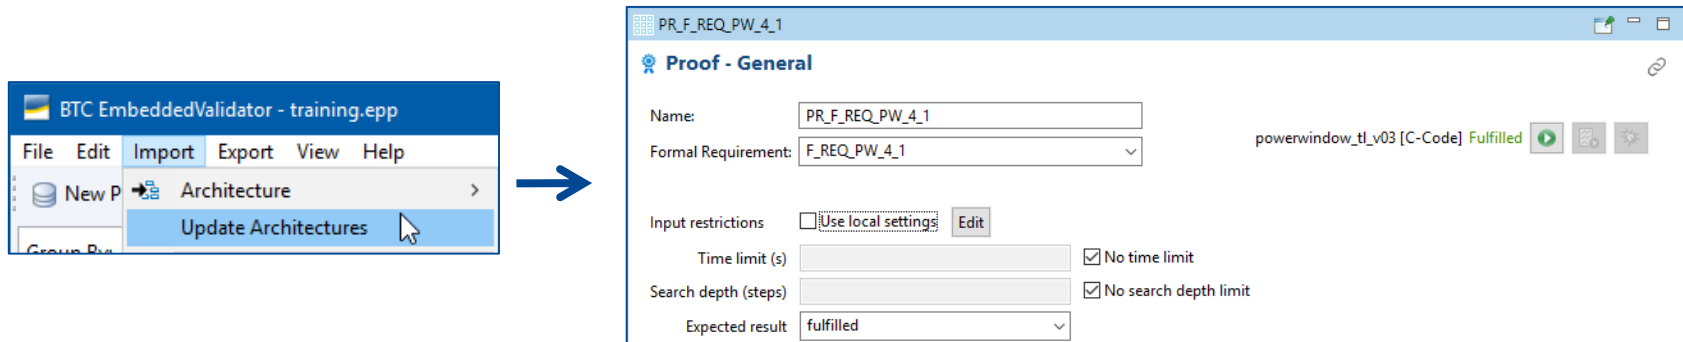 BTC EmbeddedValidator - training.epp
File Edit Import Export View Help
New P Architecture
Update Architectures
Group By:
PR_F_REQ_PW_4_1
Proof - General
Name: PR_F_REQ_PW_4_1
Formal Requirement: F_REQ_PW_4_1
powerwindow_tl_v03 [C-Code] Fulfilled
Input restrictions Use local settings Edit
Time limit (s) No time limit
Search depth (steps) No search depth limit
Expected result fulfilled